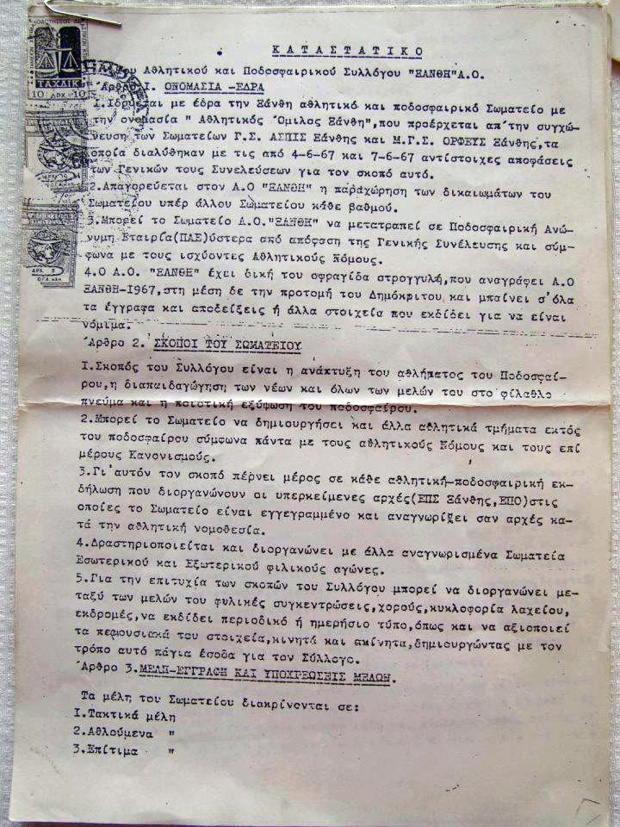 ΚΑΤΑΣΤΑΤΙΚΟ
του Αθλητικού και Ποδοσφαιρικού Συλλόγου "ΞΑΝΘΗ"Α.Ο.
Άρθρο Ι. ΟΝΟΜΑΣΙΑ -ΕΔΡΑ
Ι.Ιδρύεται με έδρα την Ξάνθη αθλητικό και ποδοσφαιρικό Σωματείο με
την ονομασία " Αθλητικός Όμιλος Ξάνθη",που προέρχεται απ'την συγχώ-
νευση των Σωματείων Γ.Σ. ΑΣΠΙΣ Ξάνθης και Μ.Γ.Σ. ΟΡΦΕΥΣ Ξάνθης,τα
οποία διαλύθηκαν με τις από 4-6-67 και 7-6-67 αντίστοιχες αποφάσεις
των Γενικών τους Συνελεύσεων για τον σκοπό αυτό.
2.Απαγορεύεται στον Α.Ο "ΞΑΝΘΗ" η παραχώρηση των δικαιωμάτων του
Σωματείου υπέρ άλλου Σωματείου κάθε βαθμού.
3.Μπορεί το Σωματείο Α.Ο."ΞΑΝΘΗ" να μετατραπεί σε Ποδοσφαιρική Ανώ-
νυμη Εταιρία(ΠΑΕ)ύστερα από απόφαση της Γενικής Συνέλευσης και σύμ-
φωνα με τους ισχύοντες Αθλητικούς Νόμους.
4.Ο Α.Ο. "ΞΑΝΘΗ" έχει δική του σφραγίδα στρογγυλή,που αναγράφει Α.Ο
ΞΑΝΘΗ-Ι967,στη μέση δε την προτομή του Δημόκριτου και μπαίνει σ'όλα
τα έγγραφα και αποδείξεις ή άλλα στοιχεία που εκδίδει για να είναι
νόμιμα.
Άρθρο 2. ΣΚΟΠΟΙ ΤΟΥ ΣΩΜΑΤΕΙΟΥ
Ι.Σκοπός του Συλλόγου είναι η ανάπτυξη του αθλήματος του Ποδοσφαί-
ρου,η διαπαιδαγώγηση των νέων και όλων των μελών του στο φίλαθλο
πνεύμα και η ποιοτική εξύψωση του ποδοσφαίρου.
2.Μπορεί το Σωματείο να δημιουργήσει και άλλα αθλητικά τμήματα εκτός
του ποδοσφαίρου σύμφωνα πάντα με τους αθλητικούς Νόμους και τους επί
μέρους Κανονισμούς.
3.Γι'αυτόν τον σκοπό πέρνει μέρος σε κάθε αθλητική-ποδοσφαιρική εκ-
δήλωση που διοργανώνουν οι υπερκείμενες αρχές(ΕΠΣ Ξάνθης,ΕΠΟ)στις
οποίες το Σωματείο είναι εγγεγραμμένο και αναγνωρίζει σαν αρχές κα-
τά την αθλητική νομοθεσία.
4.Δραστηριοποιείται και διοργανώνει με άλλα αναγνωρισμένα Σωματεία
Εσωτερικού και Εξωτερικού φιλικούς αγώνες.
5.Για την επιτυχία των σκοπών του Συλλόγου μπορεί να διοργανώνει με-
ταξύ των μελών του φυλικές συγκεντρώσεις,χορούς,κυκλοφορία λαχείου,
εκδρομές,να εκδίδει περιοδικό ή ημερήσιο τύπο,όπως και να αξιοποιεί
τα περιουσιακά του στοιχεία,κινητά και ακίνητα,δημιουργώντας με τον
τρόπο αυτό πάγια έσοδα για τον Σύλλογο.
Άρθρο 3.ΜΕΛΗ-ΕΓΓΡΑΦΗ ΚΑΙ ΥΠΟΧΡΕΩΣΕΙΣ ΜΕΛΩΝ.
Τα μέλη του Σωματείου διακρίνονται σε:
Ι.Τακτικά μέλη
2.Αθλούμενα "
3.Επίτιμα "
ΤΑΧΔΙΚ
10 ΔΡΧ 10